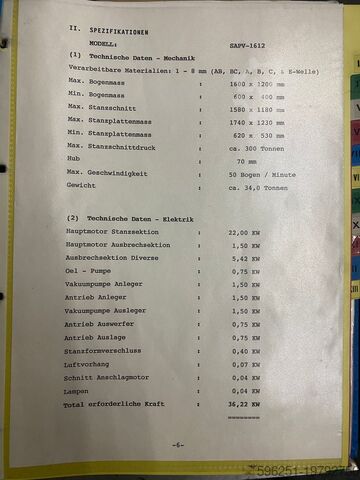 II. SPEZIFIKATIONEN
MODELL: SAPV-1612
(1) Technische Daten - Mechanik
Verarbeitbare Materialien: 1 - 8 mm (AB, BC, A, B, C, & E-Welle)
Max. Bogenmass : 1600 x 1200 mm
Min. Bogenmass : 600 x 400 mm
Max. Stanzschnitt : 1580 x 1180 mm
Max. Stanzplattenmass : 1740 x 1230 mm
Min. Stanzplattenmass : 620 x 530 mm
Max. Stanzschnittdruck : ca. 300 Tonnen
Hub : 70 mm
Max. Geschwindigkeit : 50 Bogen / Minute
Gewicht : ca. 34,0 Tonnen
(2) Technische Daten - Elektrik
Hauptmotor Stanzsektion : 22,00 KW
Hauptmotor Ausbrechsektion : 1,50 KW
Ausbrechsektion Diverse : 5,42 KW
Oel - Pumpe : 0,75 KW
Vakuumpumpe Anleger : 1,50 KW
Antrieb Anleger : 1,50 KW
Vakuumpumpe Ausleger : 1,50 KW
Antrieb Auswerfer : 0,75 KW
Antrieb Auslage : 0,75 KW
Stanzformverschluss : 0,40 KW
Luftvorhang : 0,07 KW
Schnitt Anschlagmotor : 0,04 KW
Lampen : 0,04 KW
Total erforderliche Kraft : 36,22 KW
========
-6-